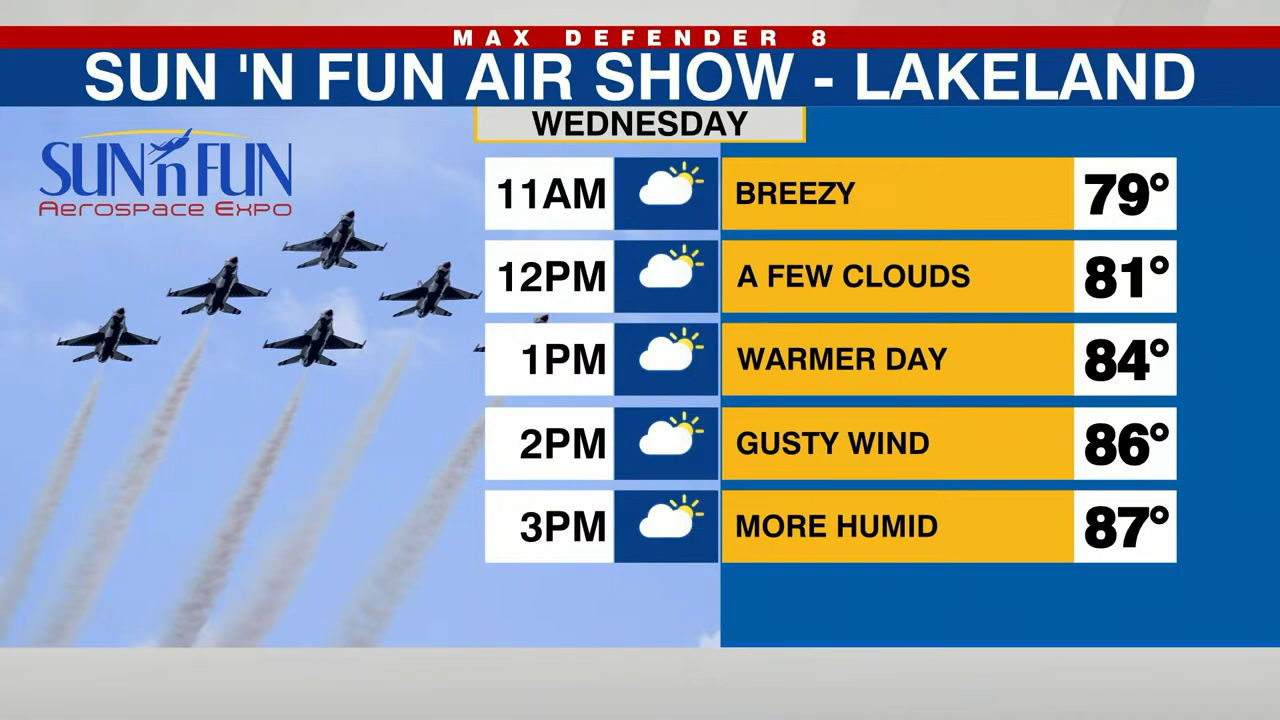 MAX DEFENDER 8
SUN 'N FUN AIR SHOW - LAKELAND
WEDNESDAY
SUN n FUN
Aerospace Expo
11AM BREEZY 79°
12PM A FEW CLOUDS 81°
1PM WARMER DAY 84°
2PM GUSTY WIND 86°
3PM MORE HUMID 87°